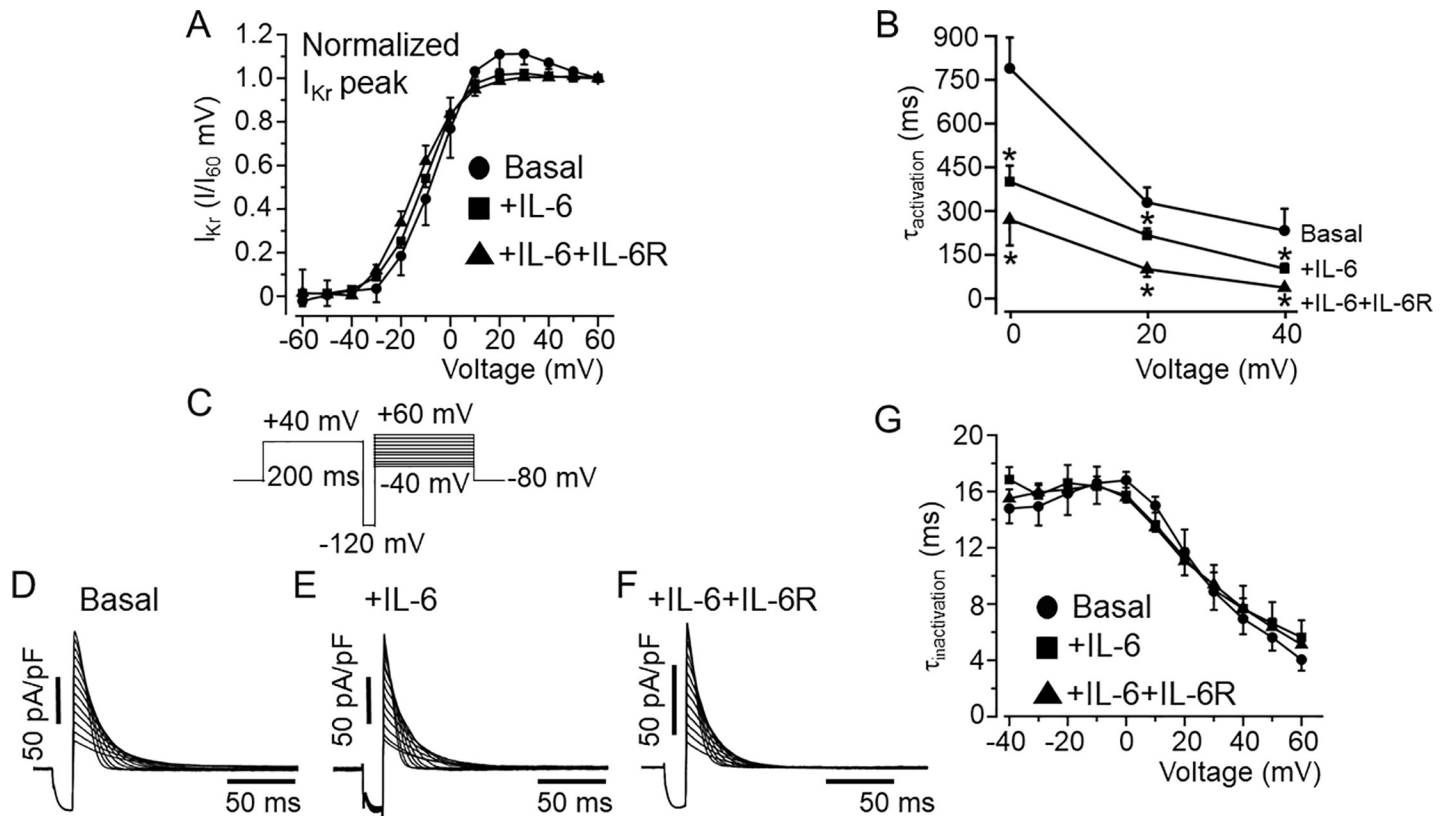 A
Normalized
IKr peak
IKr (I/I60 mV)
1.2
1.0
0.8
0.6
0.4
0.2
0
-60 -40 -20 0 20 40 60
Voltage (mV)
Basal
+IL-6
+IL-6+IL-6R
B
τactivation (ms)
900
750
600
450
300
150
0
* * *
* * *
Basal
+IL-6
+IL-6+IL-6R
0 20 40
Voltage (mV)
C
+40 mV
+60 mV
200 ms
-40 mV
-80 mV
-120 mV
D
Basal
50 pA/pF
50 ms
E
+IL-6
50 pA/pF
50 ms
F
+IL-6+IL-6R
50 pA/pF
50 ms
G
τinactivation (ms)
20
16
12
8
4
0
Basal
+IL-6
+IL-6+IL-6R
-40 -20 0 20 40 60
Voltage (mV)